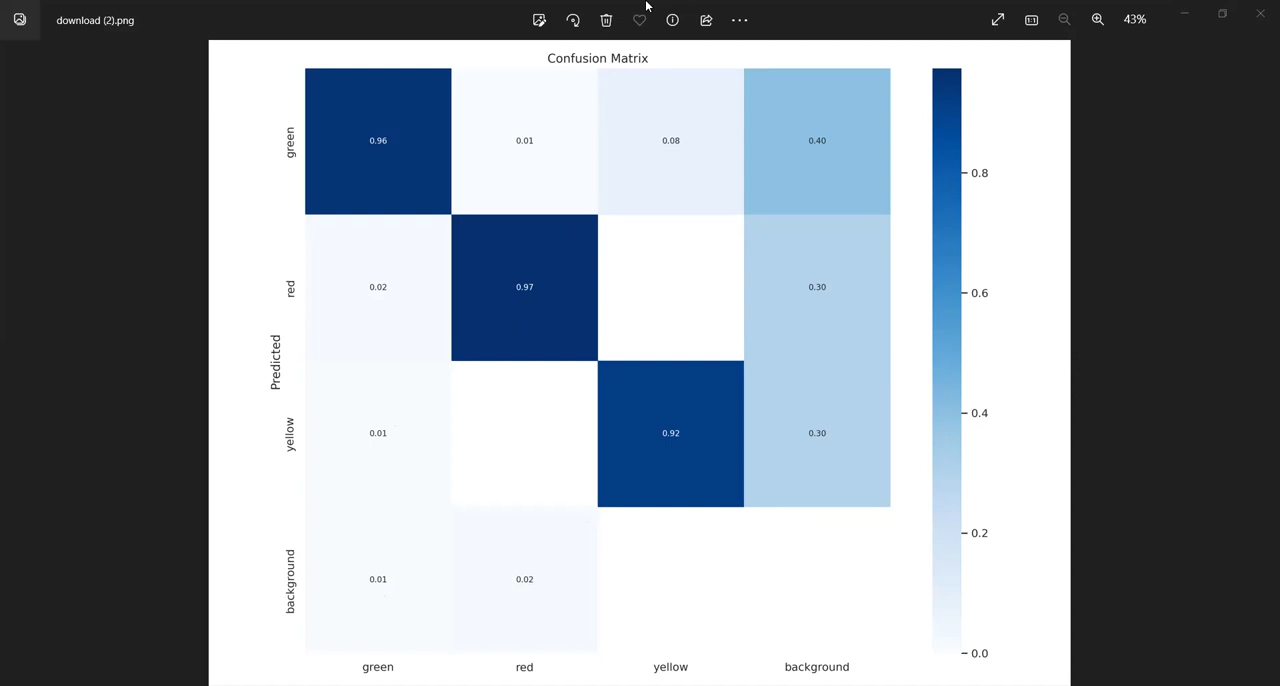 download (2).png
43%
Confusion Matrix
green
0.96
0.01
0.08
0.40
0.8
red
0.02
0.97
0.30
0.6
Predicted
yellow
0.01
0.92
0.30
0.4
background
0.01
0.02
0.2
0.0
green
red
yellow
background